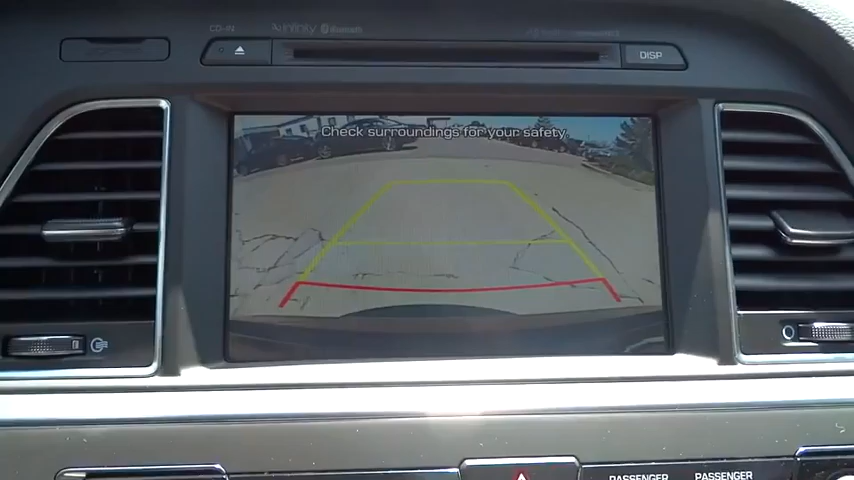 CD-IN
Infinity Bluetooth
DISP
Check surroundings for your safety.
PASSENGER
PASSENGER